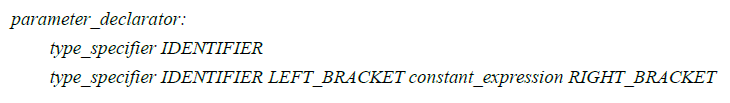 parameter_declarator:
type_specifier IDENTIFIER
type_specifier IDENTIFIER LEFT_BRACKET constant_expression RIGHT_BRACKET